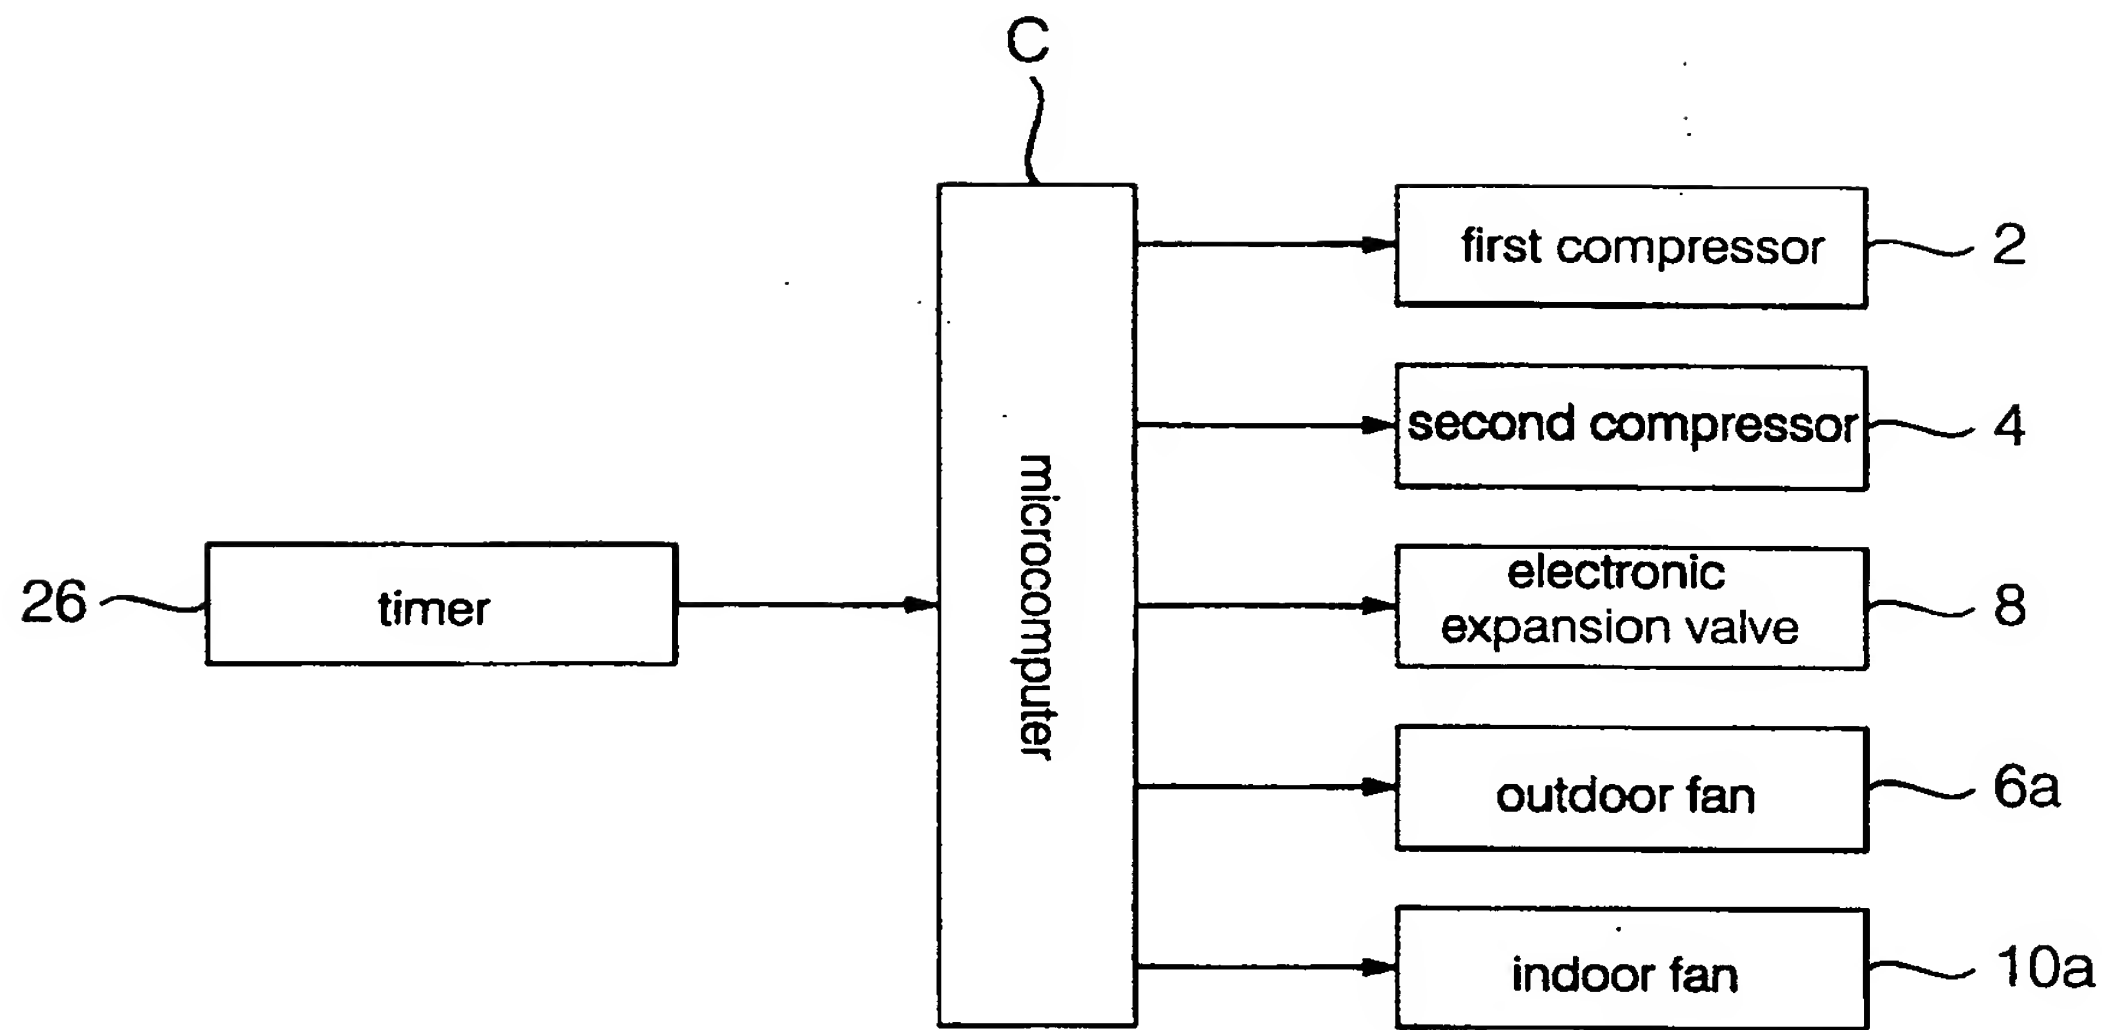 C
first compressor
2
second compressor
4
26
timer
microcomputer
electronic
expansion valve
8
outdoor fan
6a
indoor fan
10a